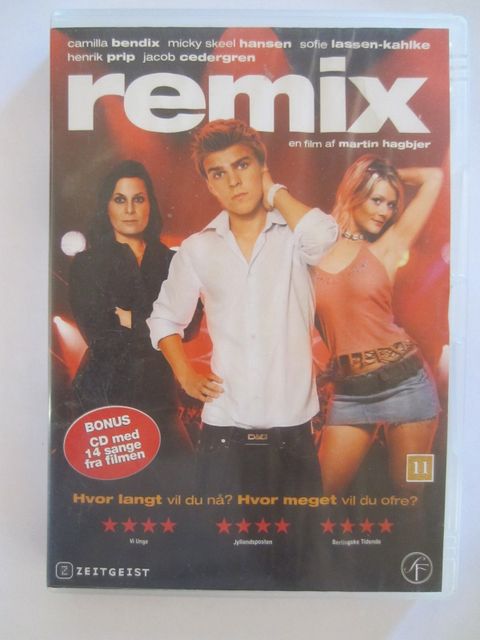 camilla bendix micky skeel hansen sofie lassen-kahlke
henrik prip jacob cedergren
remix
en film af martin hagbjer
BONUS
CD med
14 sange
fra filmen
D&G
11
Hvor langt vil du nå? Hvor meget vil du ofre?
★★★★ ★★★★ ★★★★
Vi Unge Jyllandsposten Berlingske Tidende
Z ZEITGEIST SF